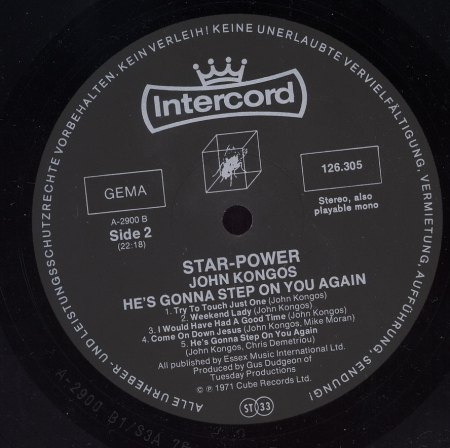 ALLE URHEBER- UND LEISTUNGSSCHUTZRECHTE VORBEHALTEN. KEIN VERLEIH! KEINE UNERLAUBTE VERVIELFÄLTIGUNG, VERMIETUNG, AUFFÜHRUNG, SENDUNG!
Intercord
GEMA
126.305
A-2900 B
Side 2
(22:18)
Stereo, also
playable mono
STAR-POWER
JOHN KONGOS
HE'S GONNA STEP ON YOU AGAIN
1. Try To Touch Just One (John Kongos)
2. Weekend Lady (John Kongos)
3. I Would Have Had A Good Time (John Kongos)
4. Come On Down Jesus (John Kongos, Mike Moran)
5. He's Gonna Step On You Again
(John Kongos, Chris Demetriou)
All published by Essex Music International Ltd.
Produced by Gus Dudgeon of
Tuesday Productions
© ℗ 1971 Cube Records Ltd.
ST 33
A-2900 B1/S3A